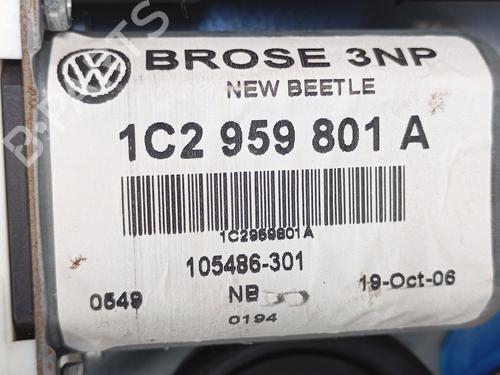 BROSE 3NP
NEW BEETLE
1C2 959 801 A
1C2959801A
105486-301
0549
NB
19-Oct-06
0194